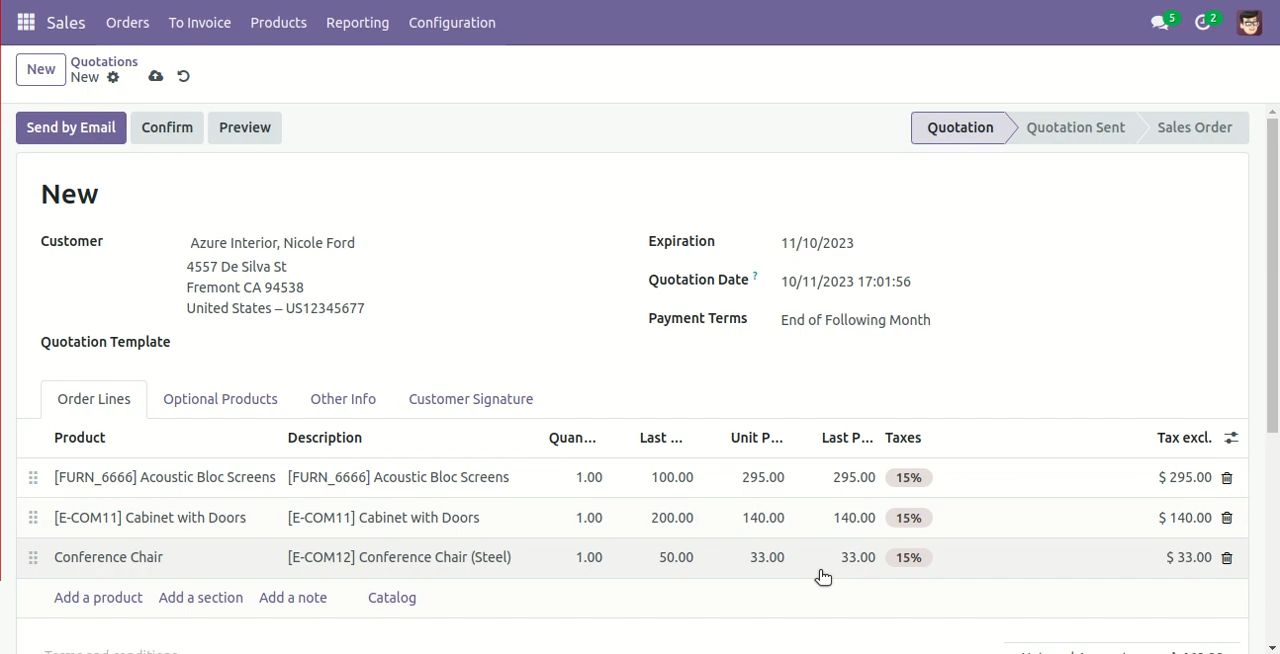 Sales Orders To Invoice Products Reporting Configuration 5 2
New Quotations
New
Send by Email Confirm Preview Quotation Quotation Sent Sales Order
New
Customer Azure Interior, Nicole Ford Expiration 11/10/2023
4557 De Silva St
Fremont CA 94538 Quotation Date ? 10/11/2023 17:01:56
United States – US12345677
Payment Terms End of Following Month
Quotation Template
Order Lines Optional Products Other Info Customer Signature
Product Description Quan... Last ... Unit P... Last P... Taxes Tax excl.
[FURN_6666] Acoustic Bloc Screens [FURN_6666] Acoustic Bloc Screens 1.00 100.00 295.00 295.00 15% $ 295.00
[E-COM11] Cabinet with Doors [E-COM11] Cabinet with Doors 1.00 200.00 140.00 140.00 15% $ 140.00
Conference Chair [E-COM12] Conference Chair (Steel) 1.00 50.00 33.00 33.00 15% $ 33.00
Add a product Add a section Add a note Catalog
Terms and conditions